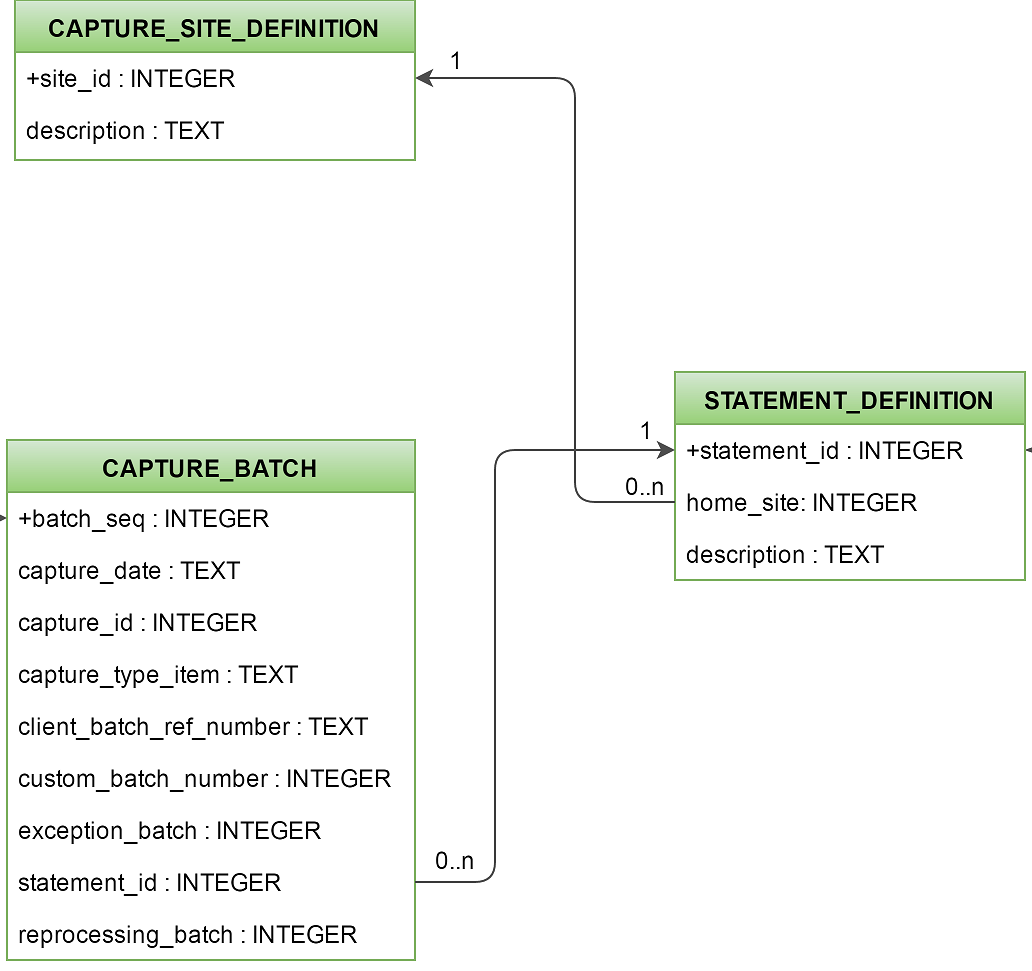 CAPTURE_SITE_DEFINITION
+site_id : INTEGER
description : TEXT
1
STATEMENT_DEFINITION
+statement_id : INTEGER
home_site: INTEGER
description : TEXT
1
0..n
CAPTURE_BATCH
+batch_seq : INTEGER
capture_date : TEXT
capture_id : INTEGER
capture_type_item : TEXT
client_batch_ref_number : TEXT
custom_batch_number : INTEGER
exception_batch : INTEGER
statement_id : INTEGER
reprocessing_batch : INTEGER
0..n